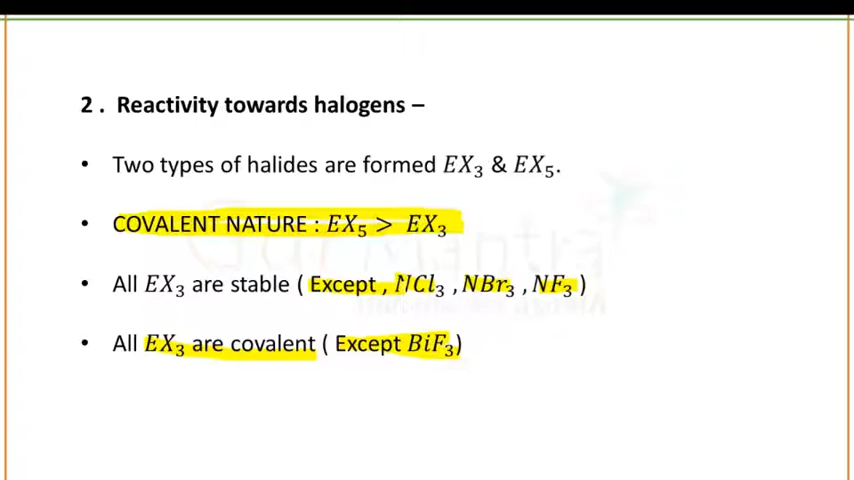 2 . Reactivity towards halogens –
• Two types of halides are formed EX₃ & EX₅.
• COVALENT NATURE : EX₅ > EX₃
• All EX₃ are stable ( Except , NCl₃ , NBr₃ , NF₃ )
• All EX₃ are covalent ( Except BiF₃)